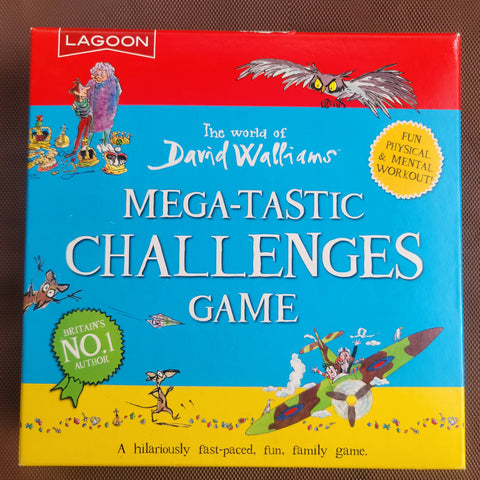 LAGOON
The world of
David Walliams™
FUN
PHYSICAL
& MENTAL
WORKOUT!
MEGA-TASTIC
CHALLENGES
GAME
BRITAIN'S
NO.1
AUTHOR
A hilariously fast-paced, fun, family game.